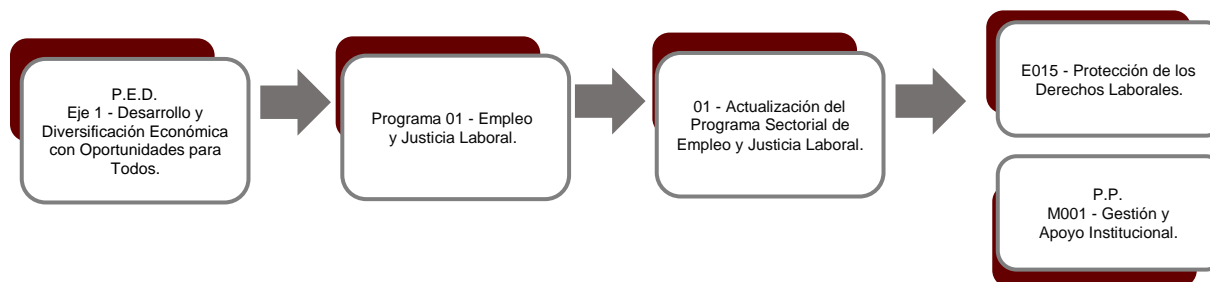 P.E.D.
Eje 1 - Desarrollo y
Diversificación Económica
con Oportunidades para
Todos.
Programa 01 - Empleo
y Justicia Laboral.
01 - Actualización del
Programa Sectorial de
Empleo y Justicia Laboral.
E015 - Protección de los
Derechos Laborales.
P.P.
M001 - Gestión y
Apoyo Institucional.